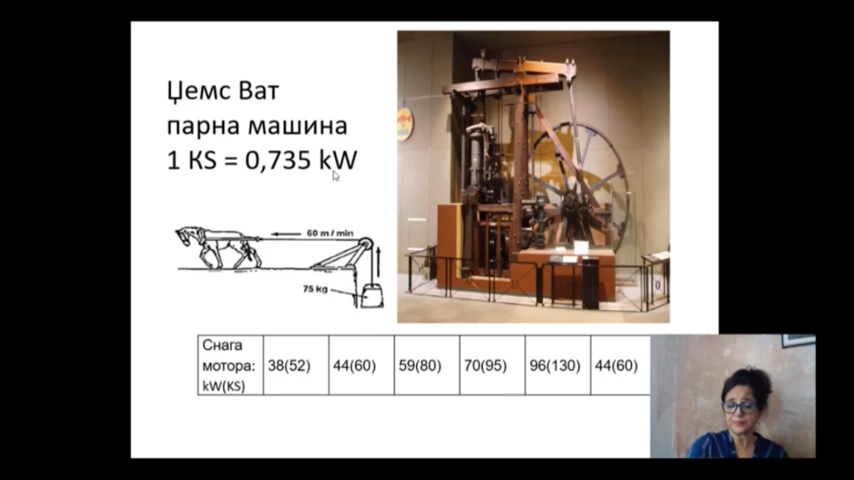 Џемс Ват
парна машина
1 KS = 0,735 kW
60 m / min
75 kg
Снага
мотора:
kW(KS)
38(52) 44(60) 59(80) 70(95) 96(130) 44(60)